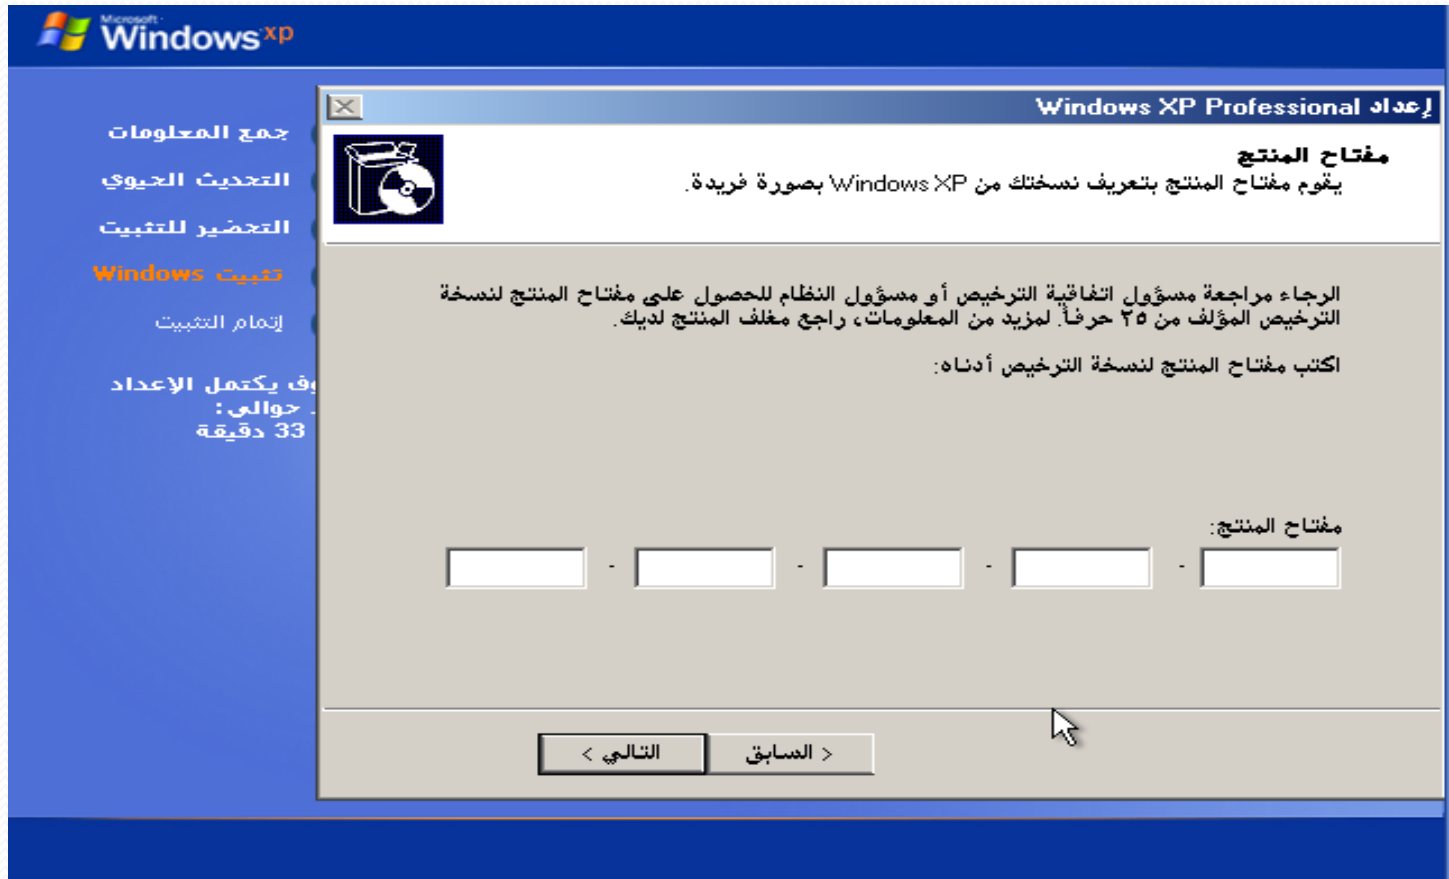 Microsoft
Windows xp
إعداد Windows XP Professional
مفتاح المنتج
يقوم مفتاح المنتج بتعريف نسختك من Windows XP بصورة فريدة.
جمع المعلومات
التحديث الحيوي
التحضير للتثبيت
تثبيت Windows
إتمام التثبيت
يكتمل الإعداد
حوالي:
33 دقيقة
الرجاء مراجعة مسؤول اتفاقية الترخيص أو مسؤول النظام للحصول على مفتاح المنتج لنسخة
الترخيص المؤلف من ٢٥ حرفاً. لمزيد من المعلومات، راجع مغلف المنتج لديك.
اكتب مفتاح المنتج لنسخة الترخيص أدناه:
مفتاح المنتج:
- - - -
< السابق
التالي >